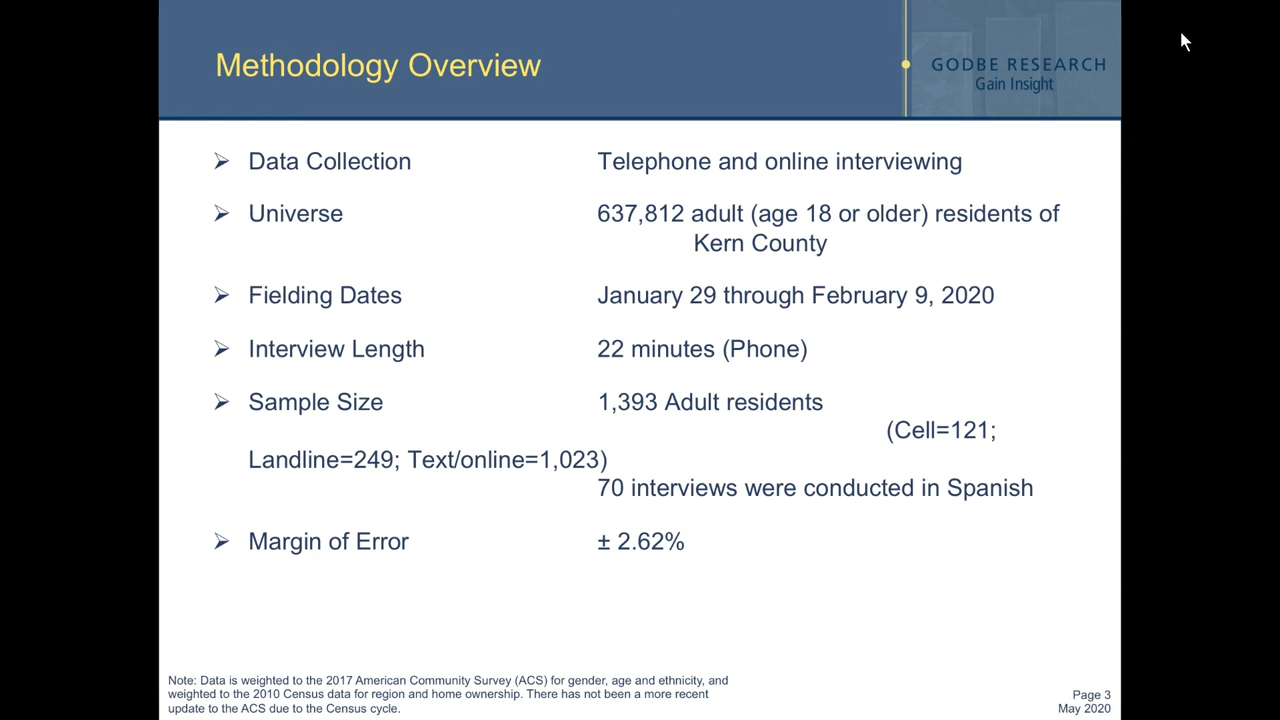 Methodology Overview
GODBE RESEARCH
Gain Insight
➢ Data Collection Telephone and online interviewing
➢ Universe 637,812 adult (age 18 or older) residents of
Kern County
➢ Fielding Dates January 29 through February 9, 2020
➢ Interview Length 22 minutes (Phone)
➢ Sample Size 1,393 Adult residents
(Cell=121;
Landline=249; Text/online=1,023)
70 interviews were conducted in Spanish
➢ Margin of Error ± 2.62%
Note: Data is weighted to the 2017 American Community Survey (ACS) for gender, age and ethnicity, and
weighted to the 2010 Census data for region and home ownership. There has not been a more recent
update to the ACS due to the Census cycle.
Page 3
May 2020